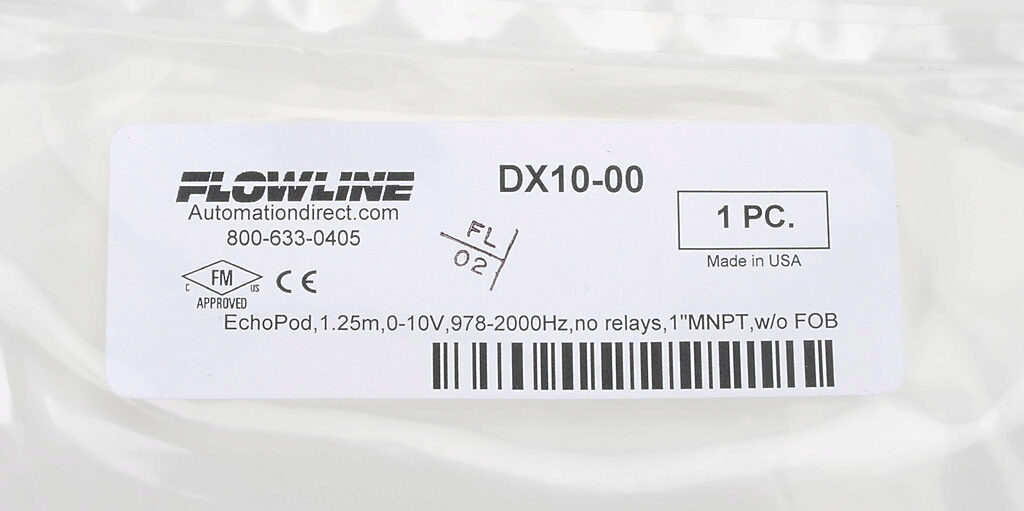 FLOWLINE
Automationdirect.com
800-633-0405
DX10-00
1 PC.
Made in USA
FL
02
C FM US
APPROVED
CE
EchoPod,1.25m,0-10V,978-2000Hz,no relays,1"MNPT,w/o FOB